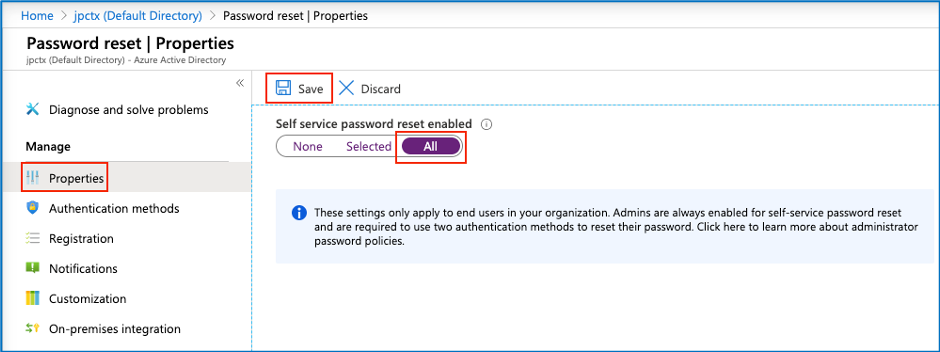 Home > jpctx (Default Directory) > Password reset | Properties
Password reset | Properties
jpctx (Default Directory) - Azure Active Directory
«
Diagnose and solve problems
Manage
Properties
Authentication methods
Registration
Notifications
Customization
On-premises integration
Save Discard
Self service password reset enabled
None Selected All
These settings only apply to end users in your organization. Admins are always enabled for self-service password reset
and are required to use two authentication methods to reset their password. Click here to learn more about administrator
password policies.